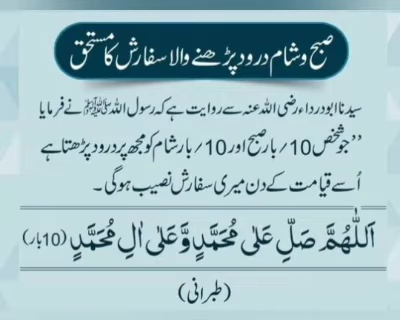 صبح و شام درود پڑھنے والا سفارش کا مستحق
سیدنا ابودرداء رضی اللہ عنہ سے روایت ہے کہ رسول اللہ ﷺ نے فرمایا
’’جو شخص 10؍ بار صبح اور 10؍ بار شام کو مجھ پر درود پڑھتا ہے
اُسے قیامت کے دن میری سفارش نصیب ہوگی۔
اَللّٰهُمَّ صَلِّ عَلٰی مُحَمَّدٍ وَّعَلٰی اٰلِ مُحَمَّدٍ (10 بار)
(طبرانی)